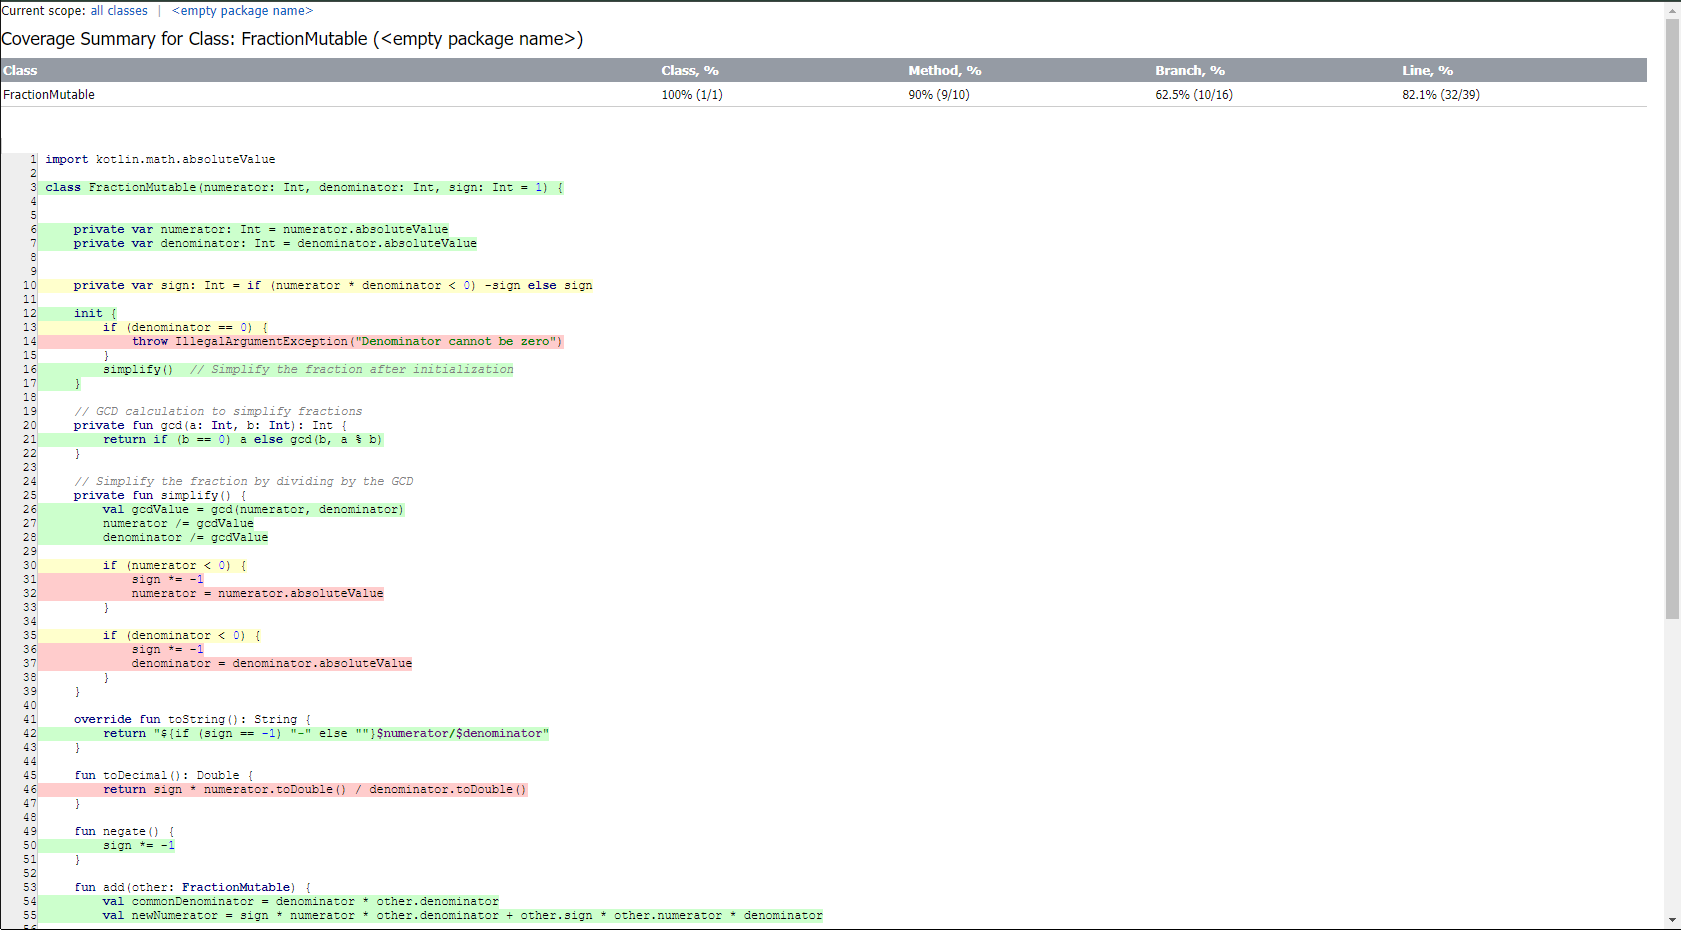 Current scope: all classes | <empty package name>
Coverage Summary for Class: FractionMutable (<empty package name>)
Class Class, % Method, % Branch, % Line, %
FractionMutable 100% (1/1) 90% (9/10) 62.5% (10/16) 82.1% (32/39)
1 import kotlin.math.absoluteValue
2
3 class FractionMutable(numerator: Int, denominator: Int, sign: Int = 1) {
4
5
6     private var numerator: Int = numerator.absoluteValue
7     private var denominator: Int = denominator.absoluteValue
8
9
10     private var sign: Int = if (numerator * denominator < 0) -sign else sign
11
12     init {
13         if (denominator == 0) {
14             throw IllegalArgumentException("Denominator cannot be zero")
15         }
16         simplify()  // Simplify the fraction after initialization
17     }
18
19     // GCD calculation to simplify fractions
20     private fun gcd(a: Int, b: Int): Int {
21         return if (b == 0) a else gcd(b, a % b)
22     }
23
24     // Simplify the fraction by dividing by the GCD
25     private fun simplify() {
26         val gcdValue = gcd(numerator, denominator)
27         numerator /= gcdValue
28         denominator /= gcdValue
29
30         if (numerator < 0) {
31             sign *= -1
32             numerator = numerator.absoluteValue
33         }
34
35         if (denominator < 0) {
36             sign *= -1
37             denominator = denominator.absoluteValue
38         }
39     }
40
41     override fun toString(): String {
42         return "${if (sign == -1) "-" else ""}$numerator/$denominator"
43     }
44
45     fun toDecimal(): Double {
46         return sign * numerator.toDouble() / denominator.toDouble()
47     }
48
49     fun negate() {
50         sign *= -1
51     }
52
53     fun add(other: FractionMutable) {
54         val commonDenominator = denominator * other.denominator
55         val newNumerator = sign * numerator * other.denominator + other.sign * other.numerator * denominator